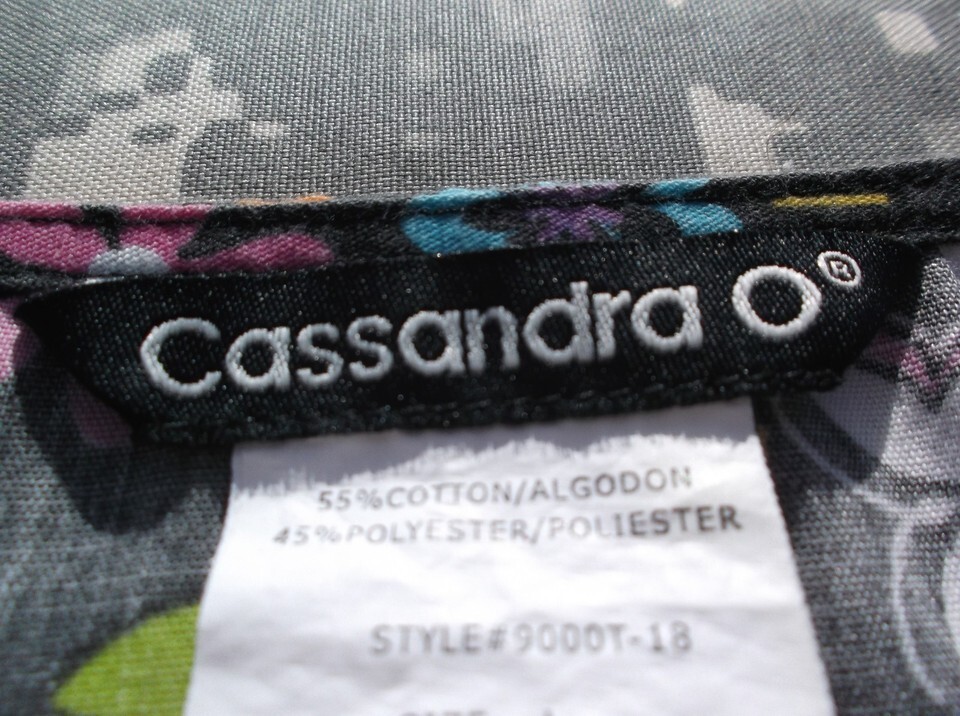 Cassandra O®
55%COTTON/ALGODON
45%POLYESTER/POLIESTER
STYLE#9000T-18